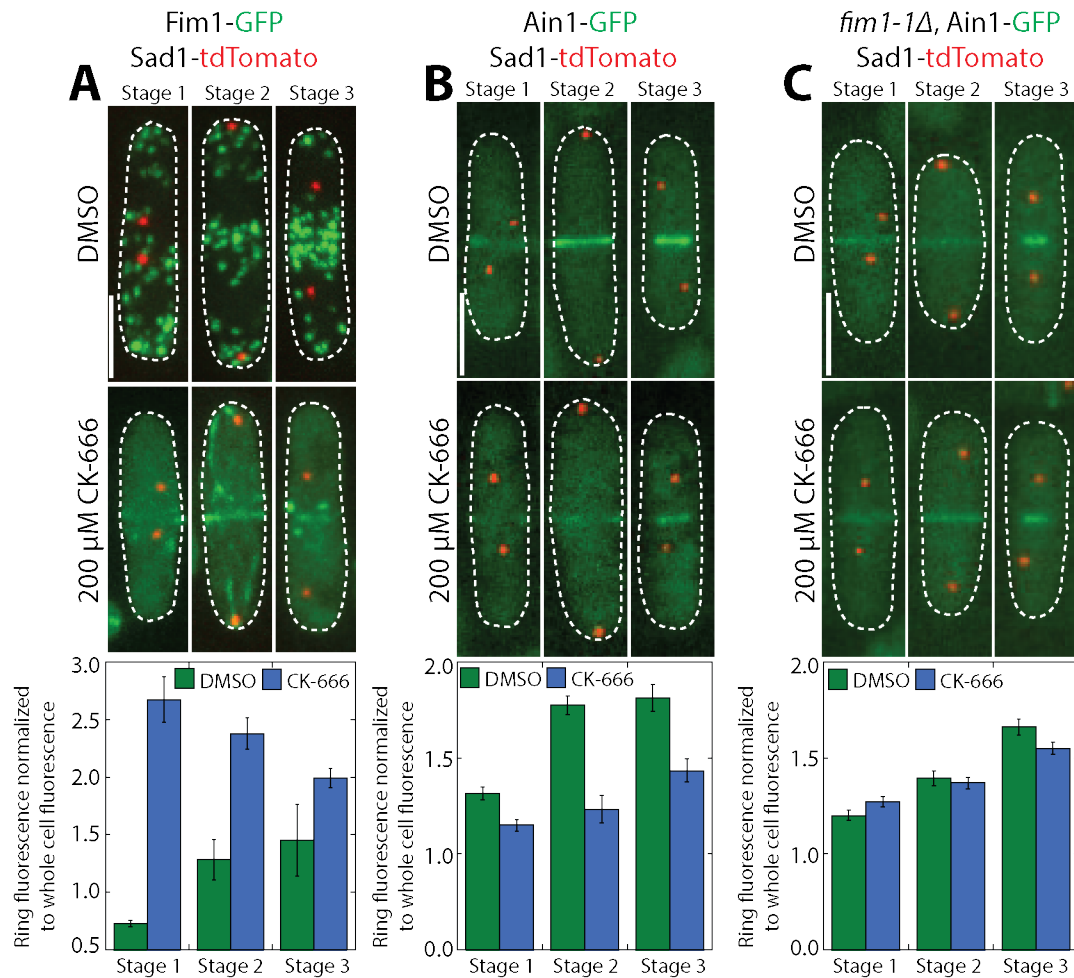 Fim1-GFP
Sad1-tdTomato
A
Stage 1 Stage 2 Stage 3
DMSO
200 µM CK-666
Ring fluorescence normalized
to whole cell fluorescence
3.0
2.5
2.0
1.5
1.0
0.5
DMSO CK-666
Stage 1 Stage 2 Stage 3
Ain1-GFP
Sad1-tdTomato
B
Stage 1 Stage 2 Stage 3
DMSO
200 µM CK-666
Ring fluorescence normalized
to whole cell fluorescence
2.0
1.5
1.0
0.0
DMSO CK-666
Stage 1 Stage 2 Stage 3
fim1-1Δ, Ain1-GFP
Sad1-tdTomato
C
Stage 1 Stage 2 Stage 3
DMSO
200 µM CK-666
Ring fluorescence normalized
to whole cell fluorescence
2.0
1.5
1.0
0.0
DMSO CK-666
Stage 1 Stage 2 Stage 3